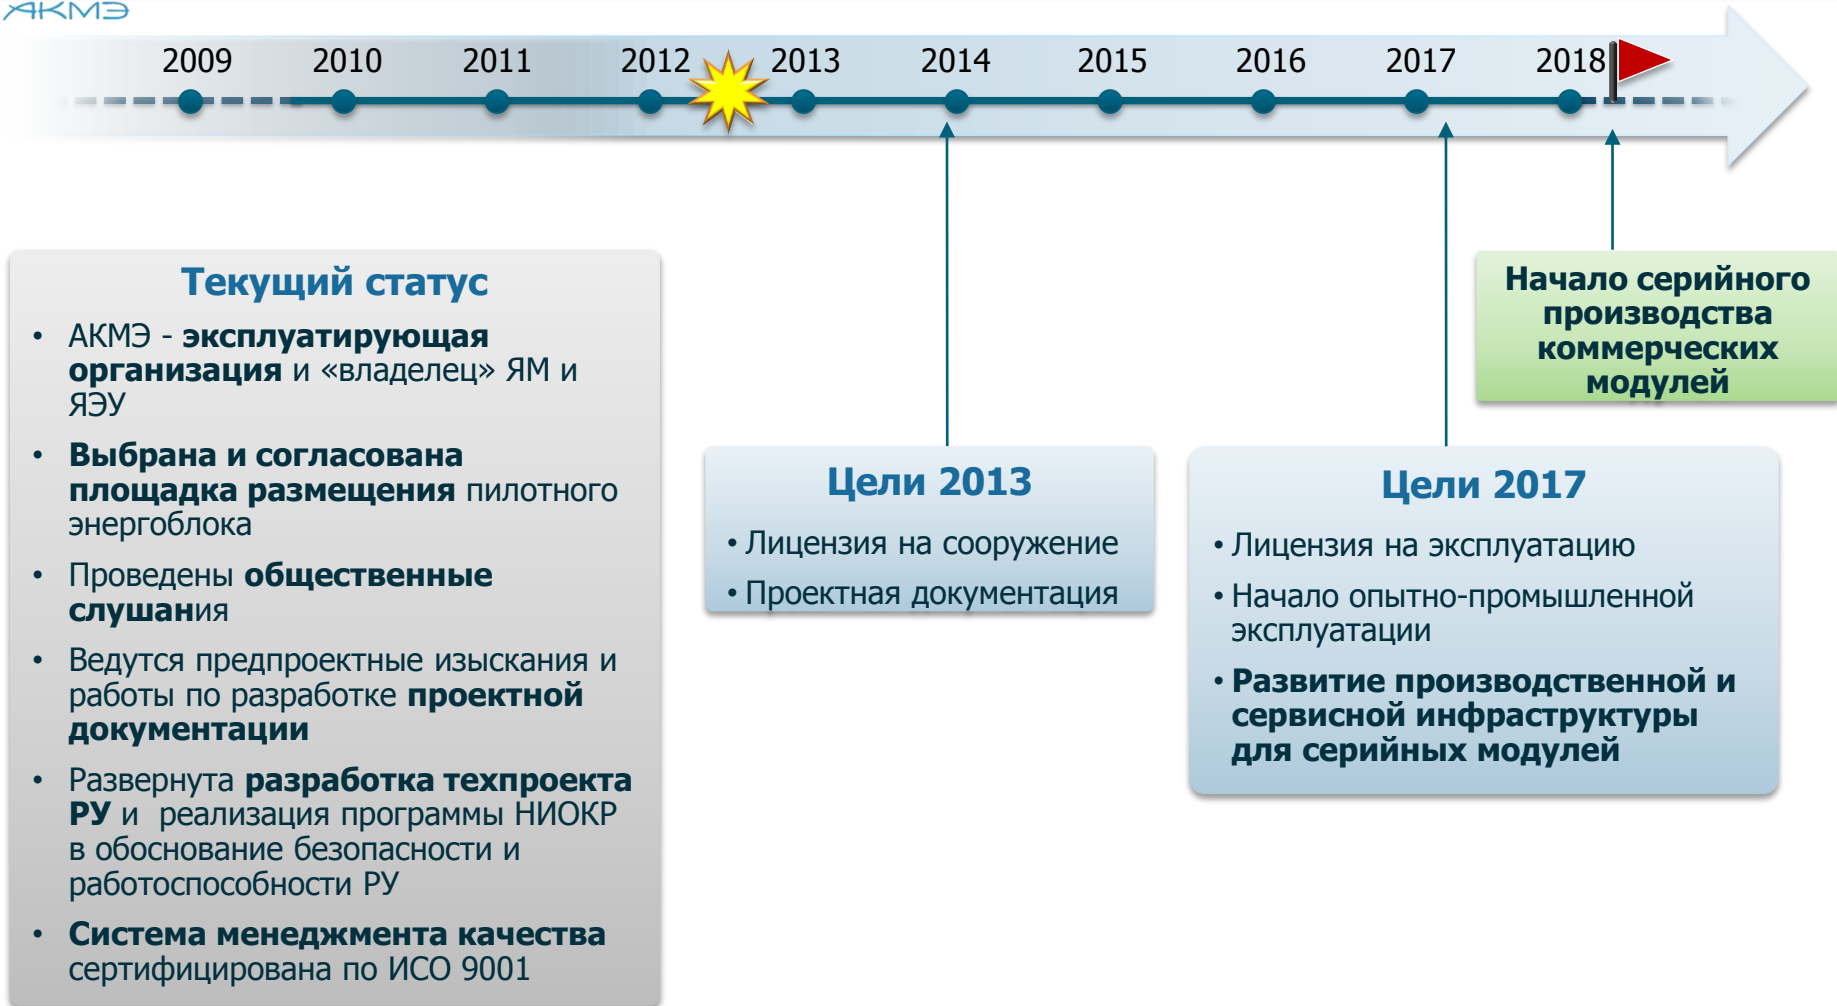 АКМЭ
2009 2010 2011 2012 2013 2014 2015 2016 2017 2018
Текущий статус
• АКМЭ - эксплуатирующая
организация и «владелец» ЯМ и
ЯЭУ
• Выбрана и согласована
площадка размещения пилотного
энергоблока
• Проведены общественные
слушания
• Ведутся предпроектные изыскания и
работы по разработке проектной
документации
• Развернута разработка техпроекта
РУ и реализация программы НИОКР
в обоснование безопасности и
работоспособности РУ
• Система менеджмента качества
сертифицирована по ИСО 9001
Цели 2013
• Лицензия на сооружение
• Проектная документация
Цели 2017
• Лицензия на эксплуатацию
• Начало опытно-промышленной
эксплуатации
• Развитие производственной и
сервисной инфраструктуры
для серийных модулей
Начало серийного
производства
коммерческих
модулей